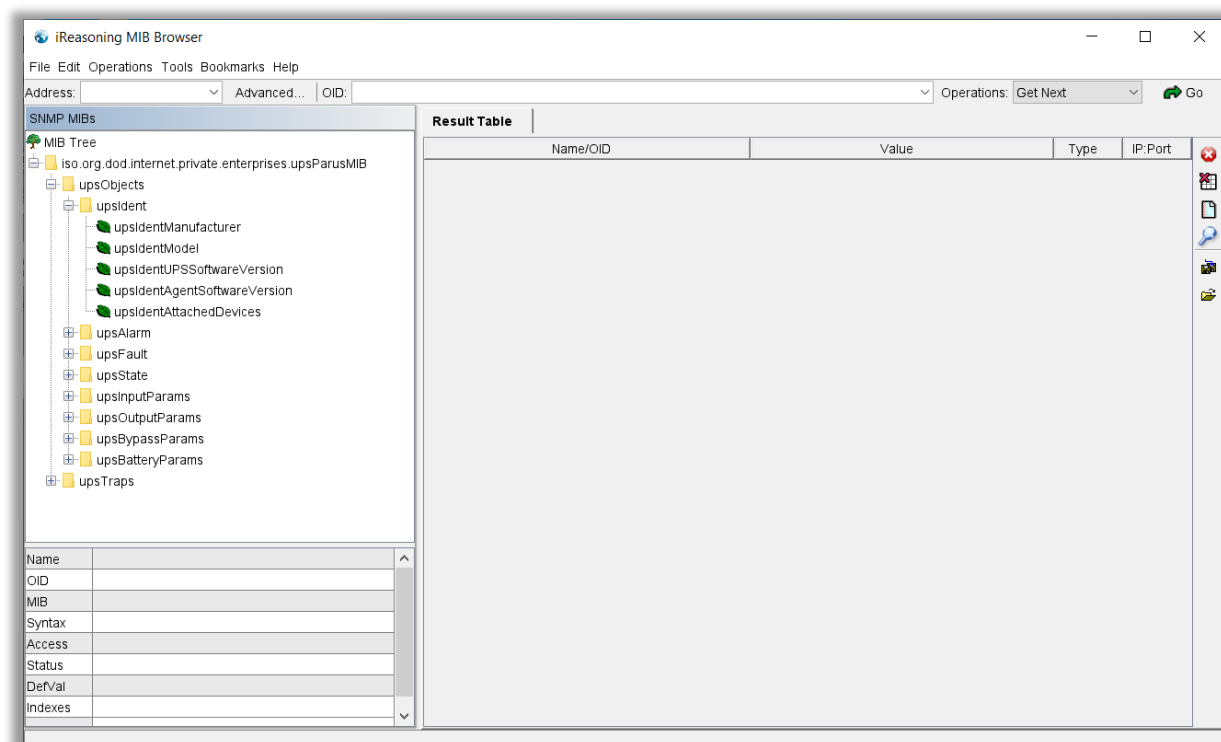 iReasoning MIB Browser
File Edit Operations Tools Bookmarks Help
Address: Advanced... OID: Operations: Get Next Go
SNMP MIBs
Result Table
MIB Tree
Name/OID Value Type IP:Port
iso.org.dod.internet.private.enterprises.upsParusMIB
upsObjects
upsIdent
upsIdentManufacturer
upsIdentModel
upsIdentUPSSoftwareVersion
upsIdentAgentSoftwareVersion
upsIdentAttachedDevices
upsAlarm
upsFault
upsState
upsInputParams
upsOutputParams
upsBypassParams
upsBatteryParams
upsTraps
Name
OID
MIB
Syntax
Access
Status
DefVal
Indexes